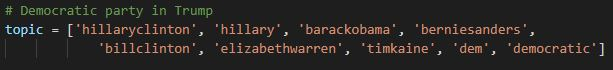 # Democratic party in Trump
topic = ['hillaryclinton', 'hillary', 'barackobama', 'berniesanders',
'billclinton', 'elizabethwarren', 'timkaine', 'dem', 'democratic']